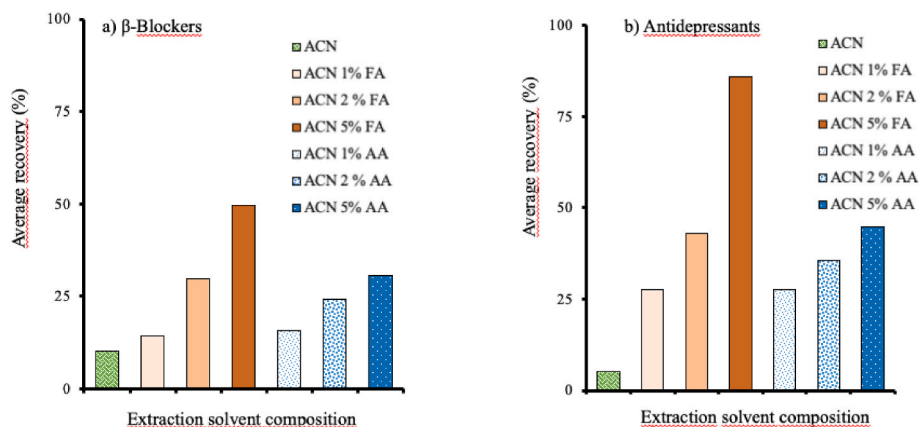 a) β-Blockers
100
75
50
25
0
Average recovery (%)
ACN
ACN 1% FA
ACN 2 % FA
ACN 5% FA
ACN 1% AA
ACN 2 % AA
ACN 5% AA
Extraction solvent composition
b) Antidepressants
100
75
50
25
0
Average recovery (%)
ACN
ACN 1% FA
ACN 2 % FA
ACN 5% FA
ACN 1% AA
ACN 2 % AA
ACN 5% AA
Extraction solvent composition